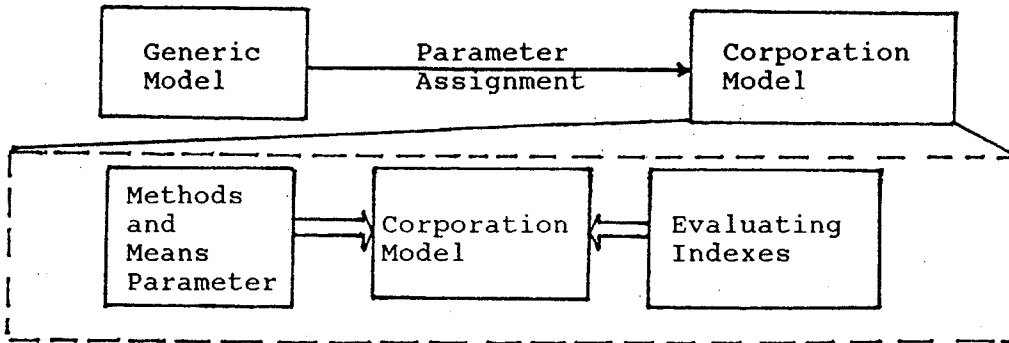 Generic
Model
Parameter
Assignment
Corporation
Model
Methods
and
Means
Parameter
Corporation
Model
Evaluating
Indexes